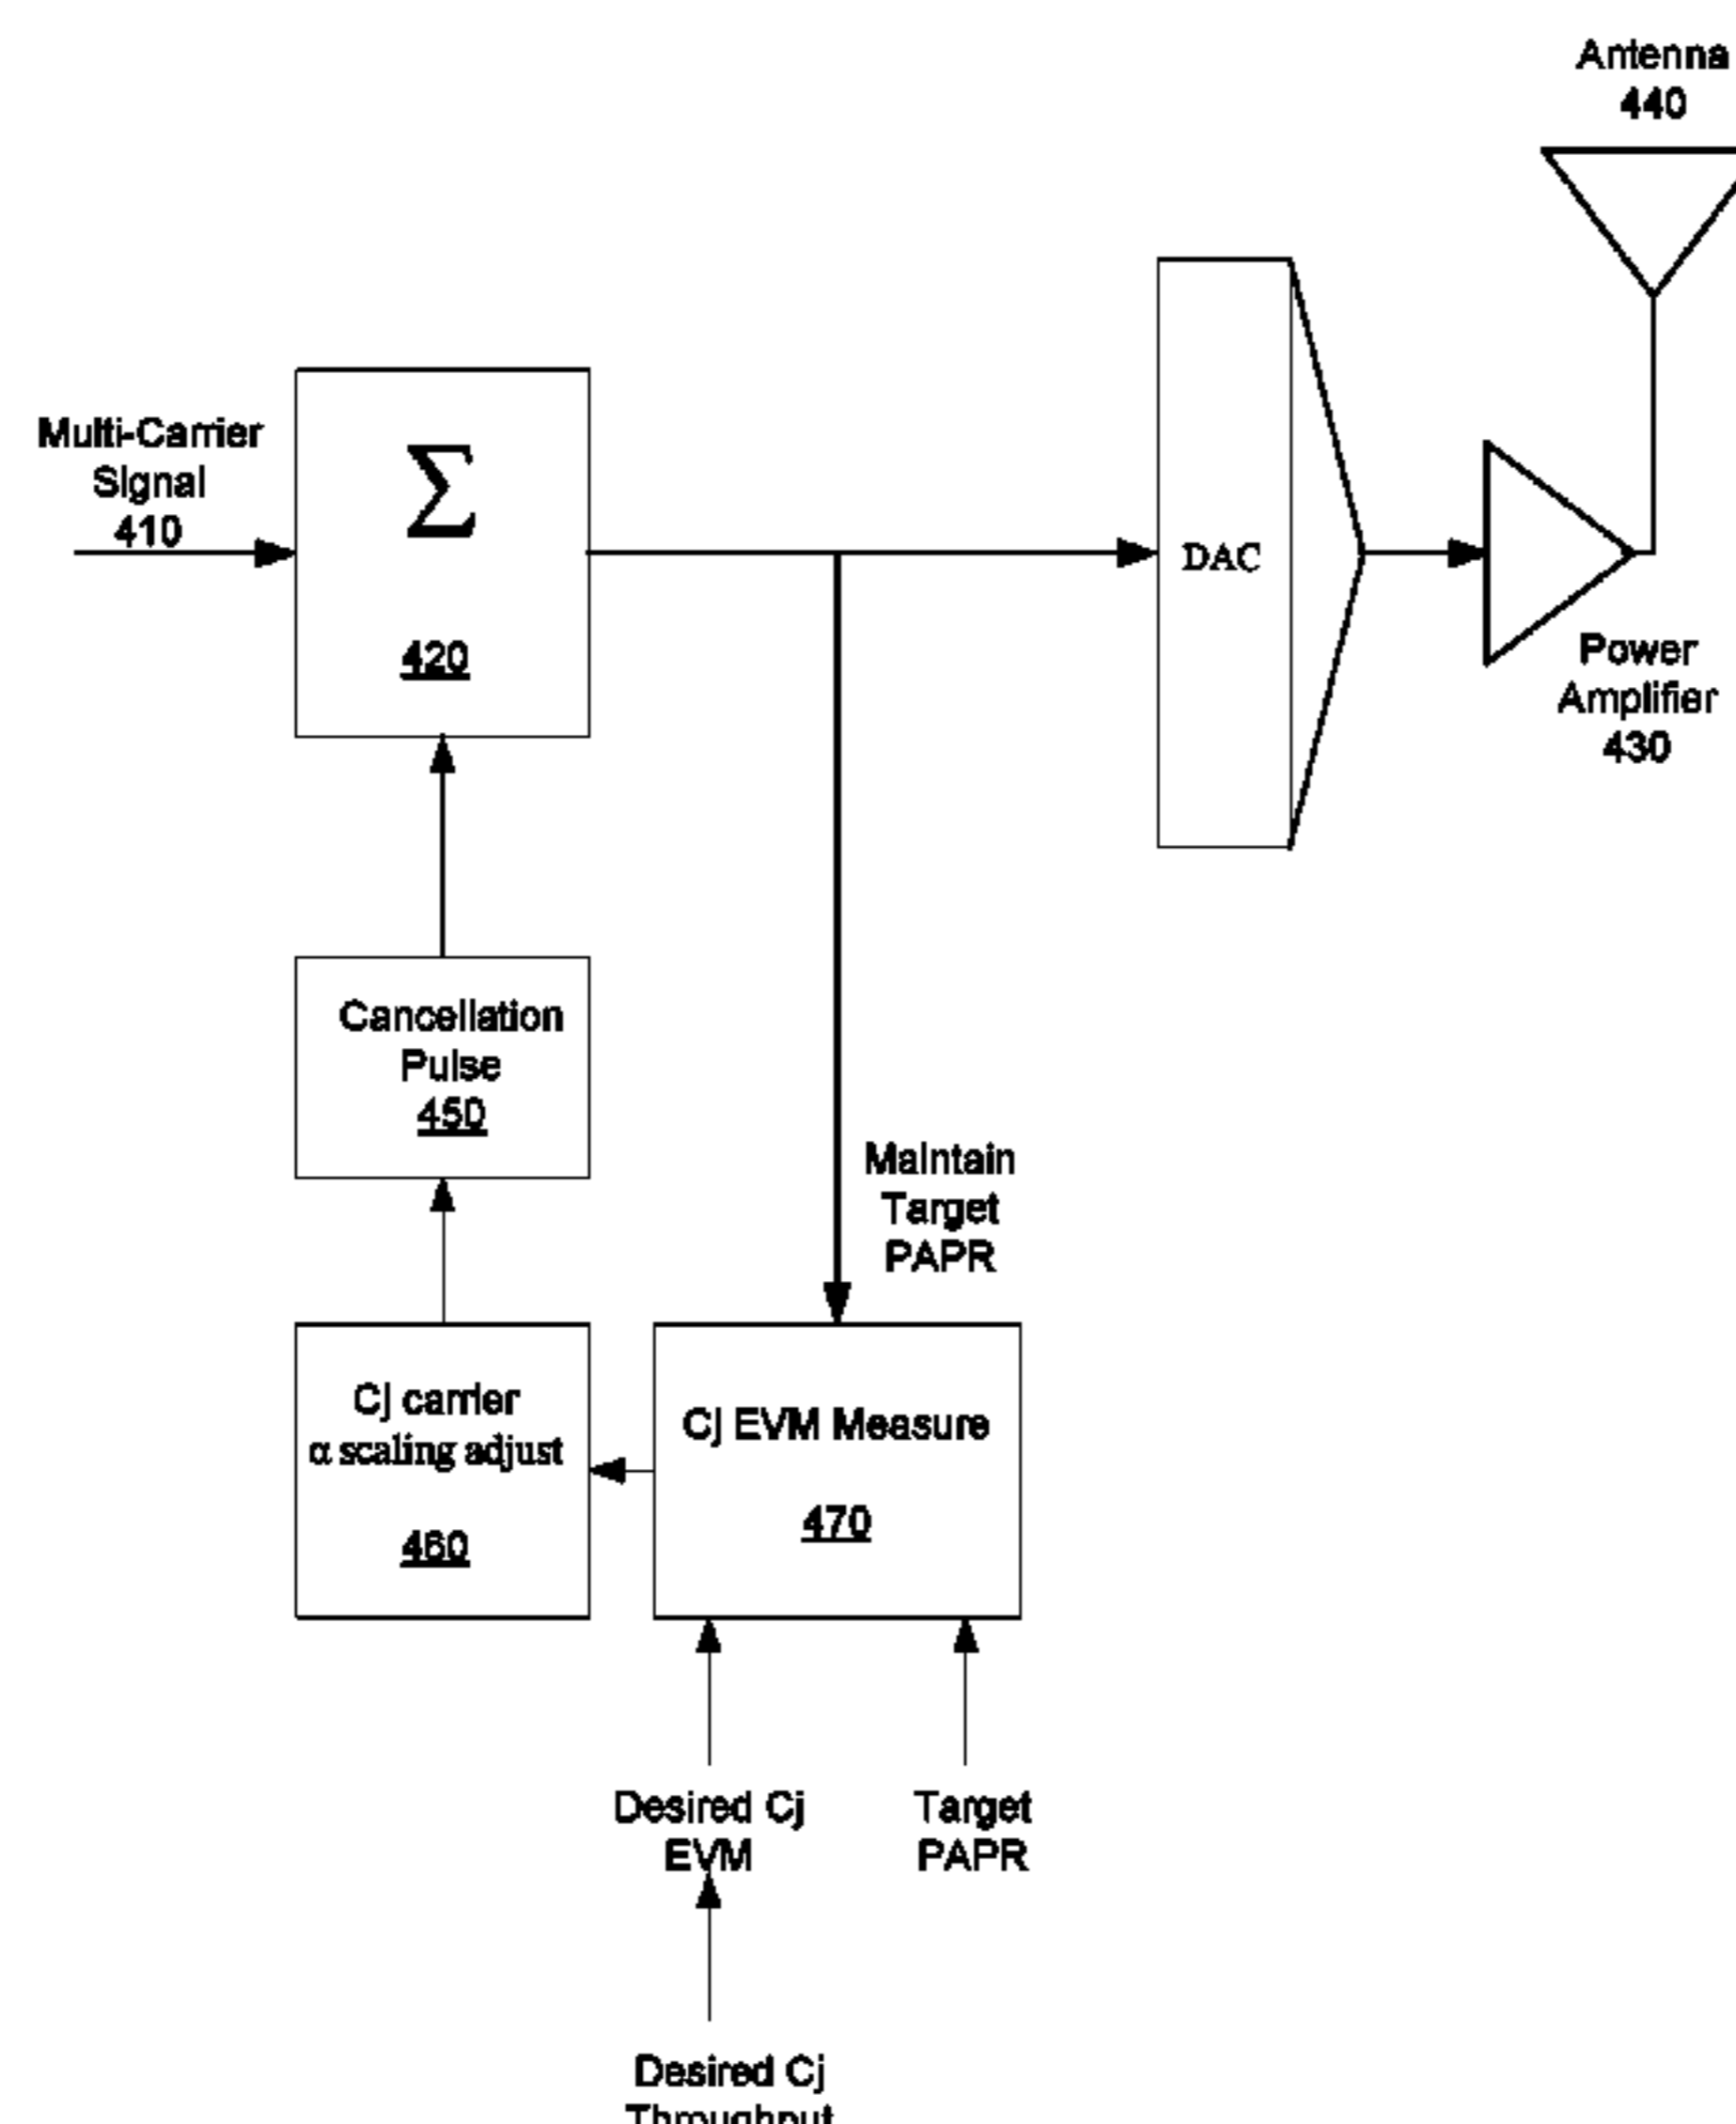 Antenna
440
Multi-Carrier
Signal
410
Σ
420
DAC
Power
Amplifier
430
Cancellation
Pulse
450
Maintain
Target
PAPR
Cj carrier
α scaling adjust
460
Cj EVM Measure
470
Desired Cj
EVM
Target
PAPR
Desired Cj
Throughput